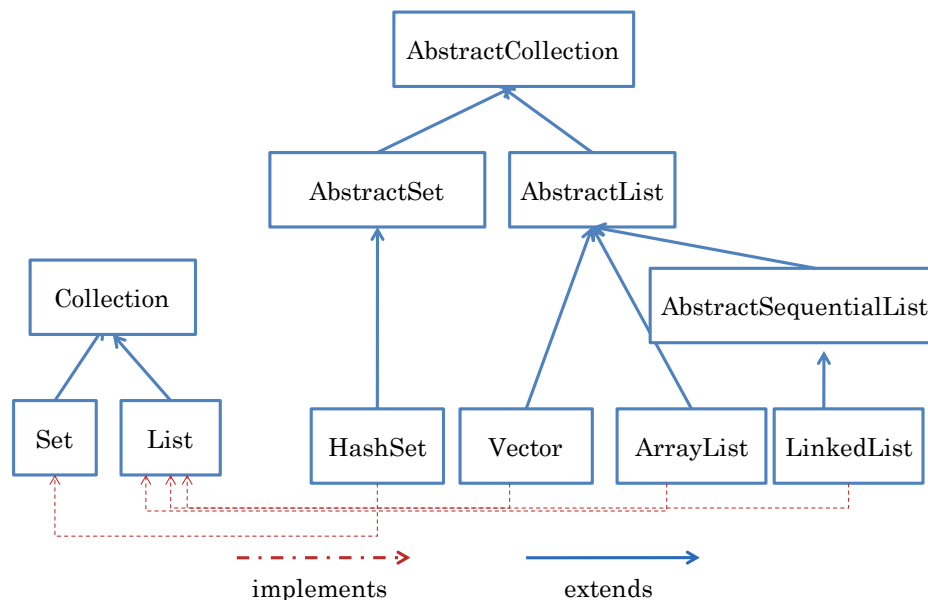 AbstractCollection
AbstractSet
AbstractList
Collection
AbstractSequentialList
Set
List
HashSet
Vector
ArrayList
LinkedList
implements
extends